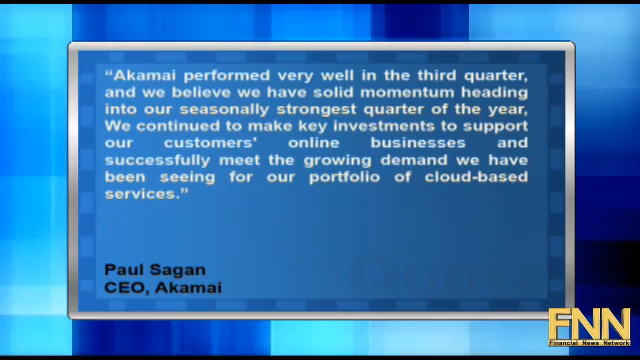 “Akamai performed very well in the third quarter,
and we believe we have solid momentum heading
into our seasonally strongest quarter of the year,
We continued to make key investments to support
our customers’ online businesses and
successfully meet the growing demand we have
been seeing for our portfolio of cloud-based
services.”
Paul Sagan
CEO, Akamai
FNN
Financial News Network